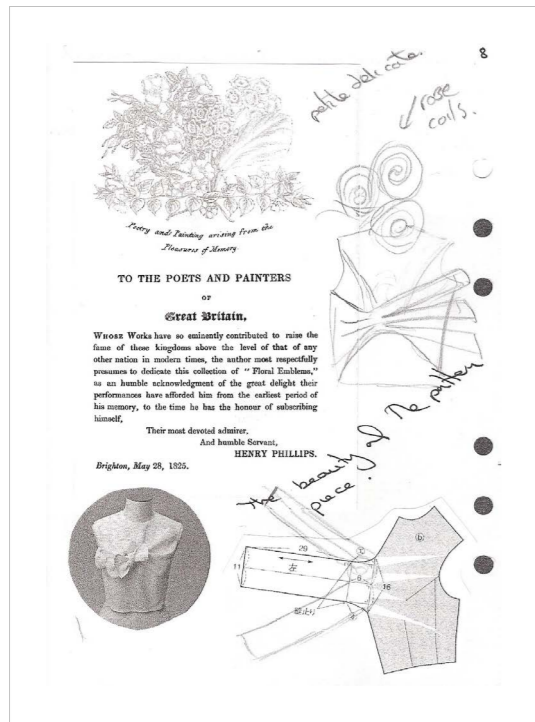 8
petite delicate.
rose
coils.
Poetry and Painting arising from the
Pleasures of Memory
TO THE POETS AND PAINTERS
OF
Great Britain,
WHOSE Works have so eminently contributed to raise the
fame of these kingdoms above the level of that of any
other nation in modern times, the author most respectfully
presumes to dedicate this collection of "Floral Emblems,"
as an humble acknowledgment of the great delight their
performances have afforded him from the earliest period of
his memory, to the time he has the honour of subscribing
himself,
Their most devoted admirer,
And humble Servant,
HENRY PHILLIPS.
Brighton, May 28, 1825.
the beauty of the pattern
piece.
29
11
左
6
16
b
c
止り